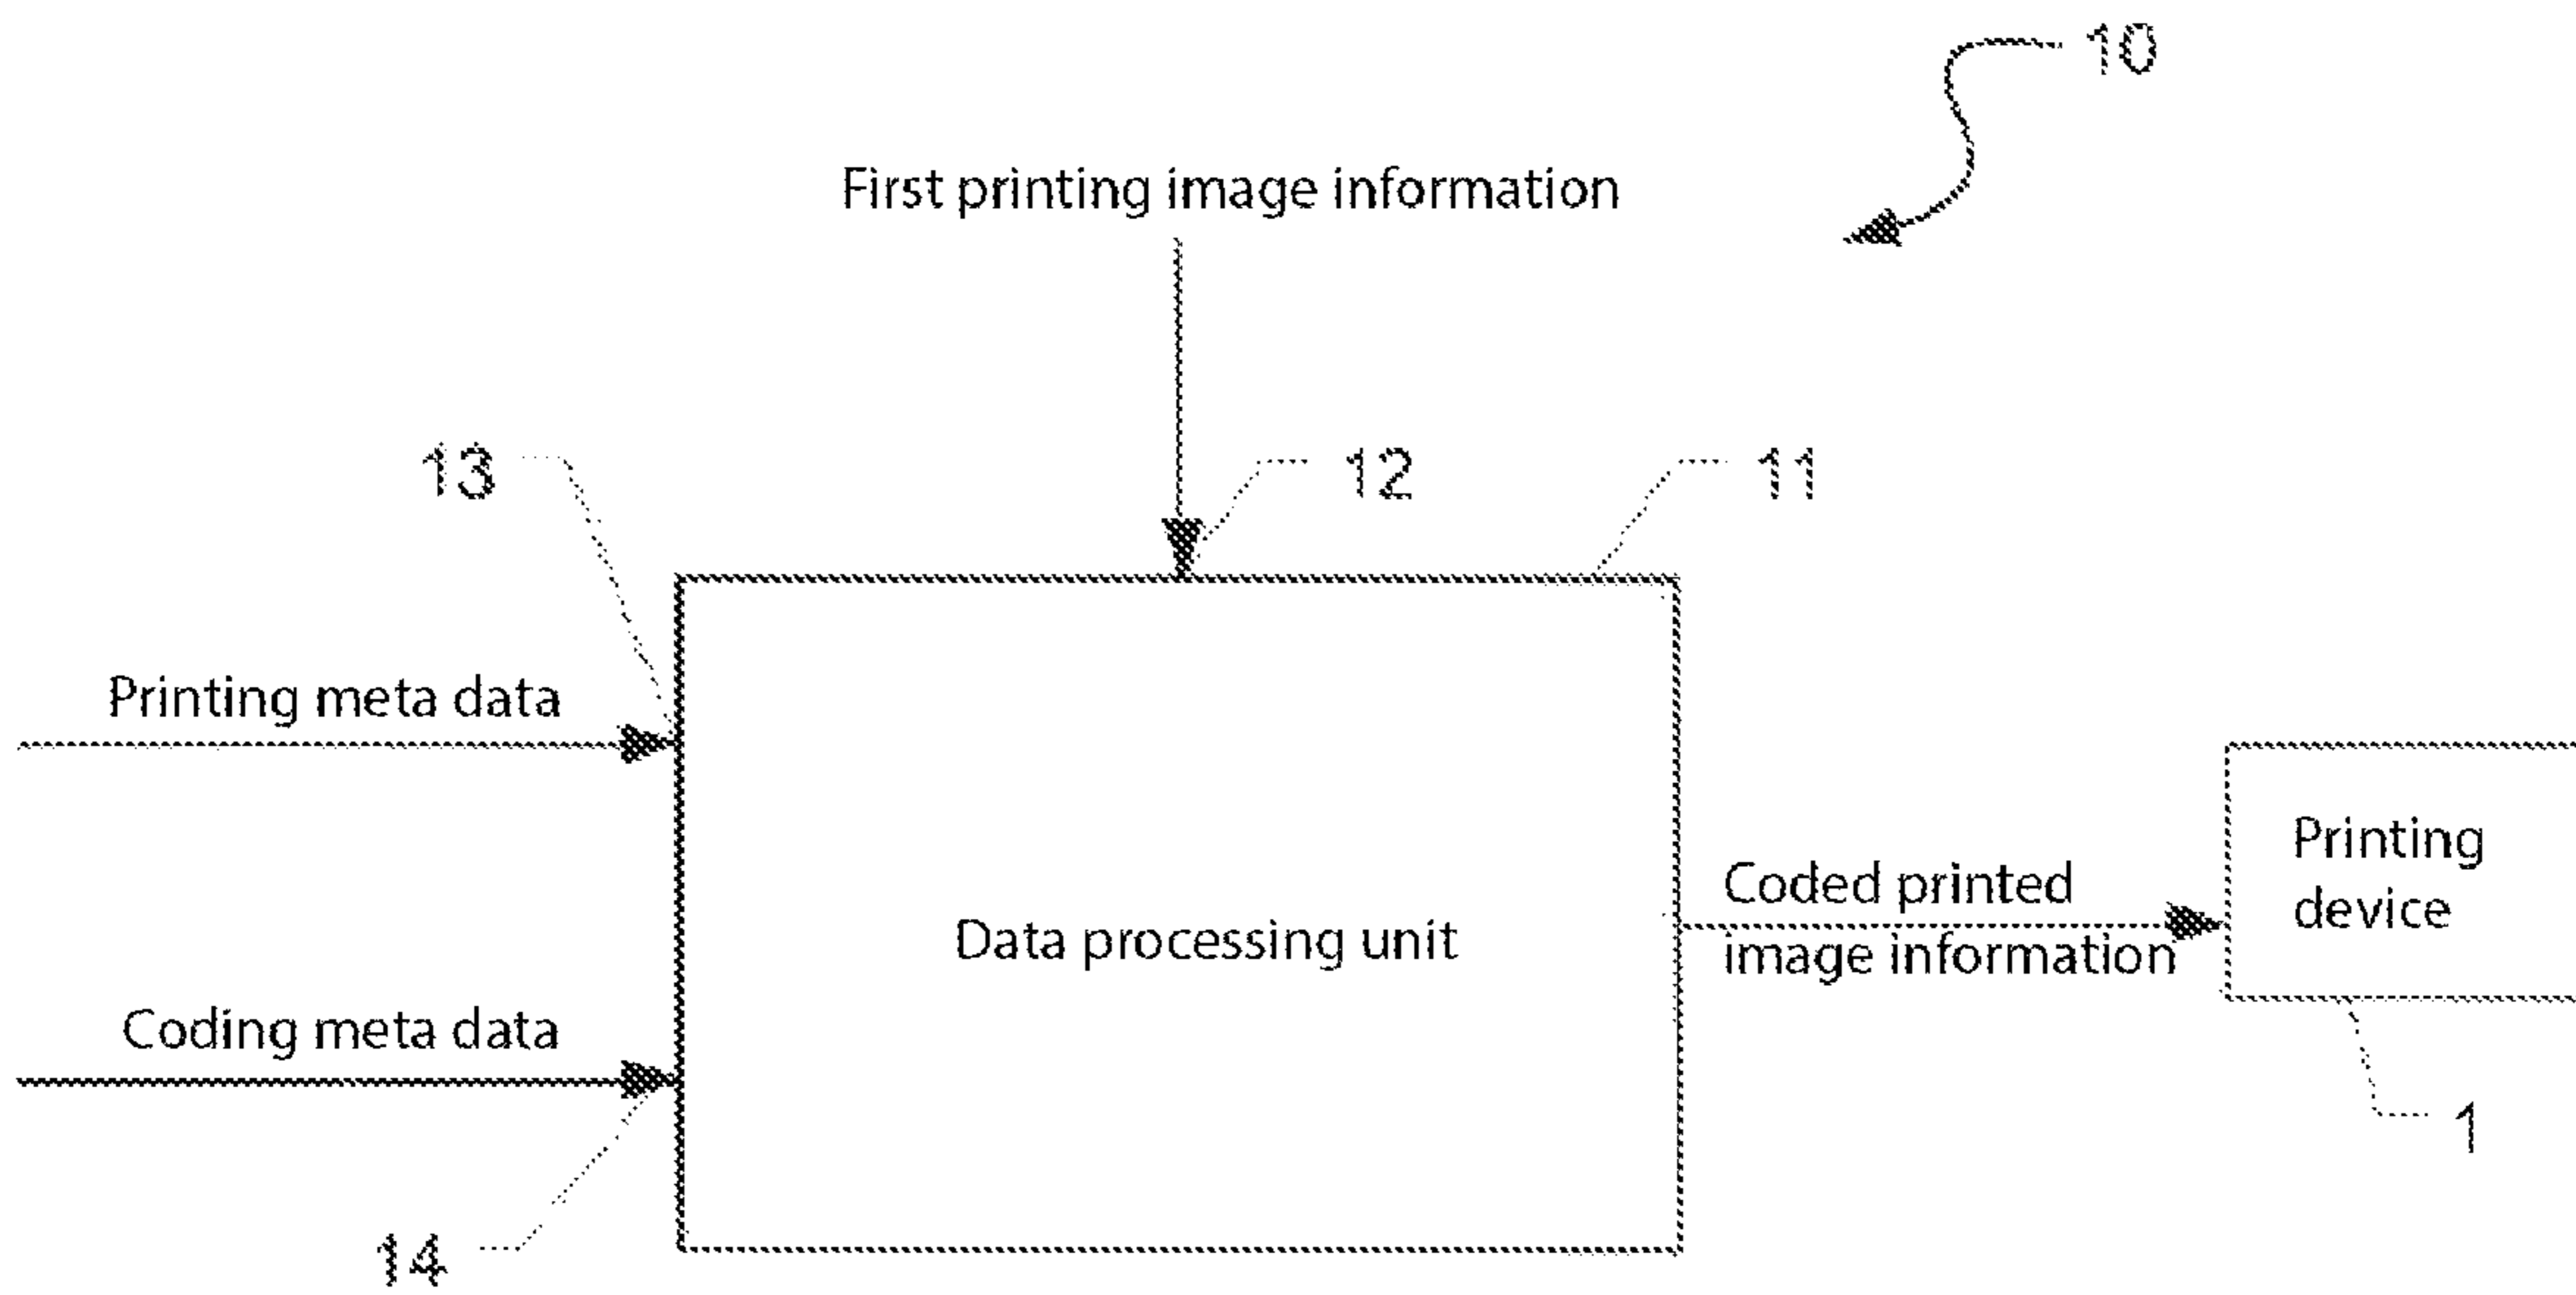 10
First printing image information
13
12
11
Printing meta data
Printing
device
Coded printed
image information
Data processing unit
Coding meta data
1
14